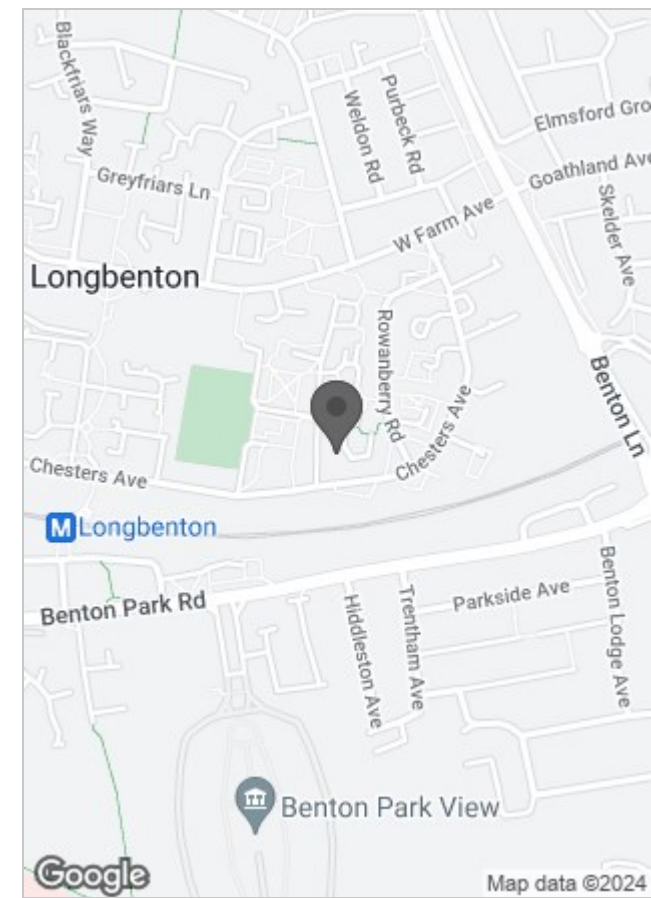 Blackfriars Way
Purbeck Rd
Weldon Rd
Elmsford Gro
Greyfriars Ln
Goathland Ave
Skelder Ave
W Farm Ave
Longbenton
Rowanberry Rd
Benton Ln
Chesters Ave
Chesters Ave
M Longbenton
Benton Park Rd
Parkside Ave
Hiddleston Ave
Trentham Ave
Benton Lodge Ave
Benton Park View
Google
Map data ©2024